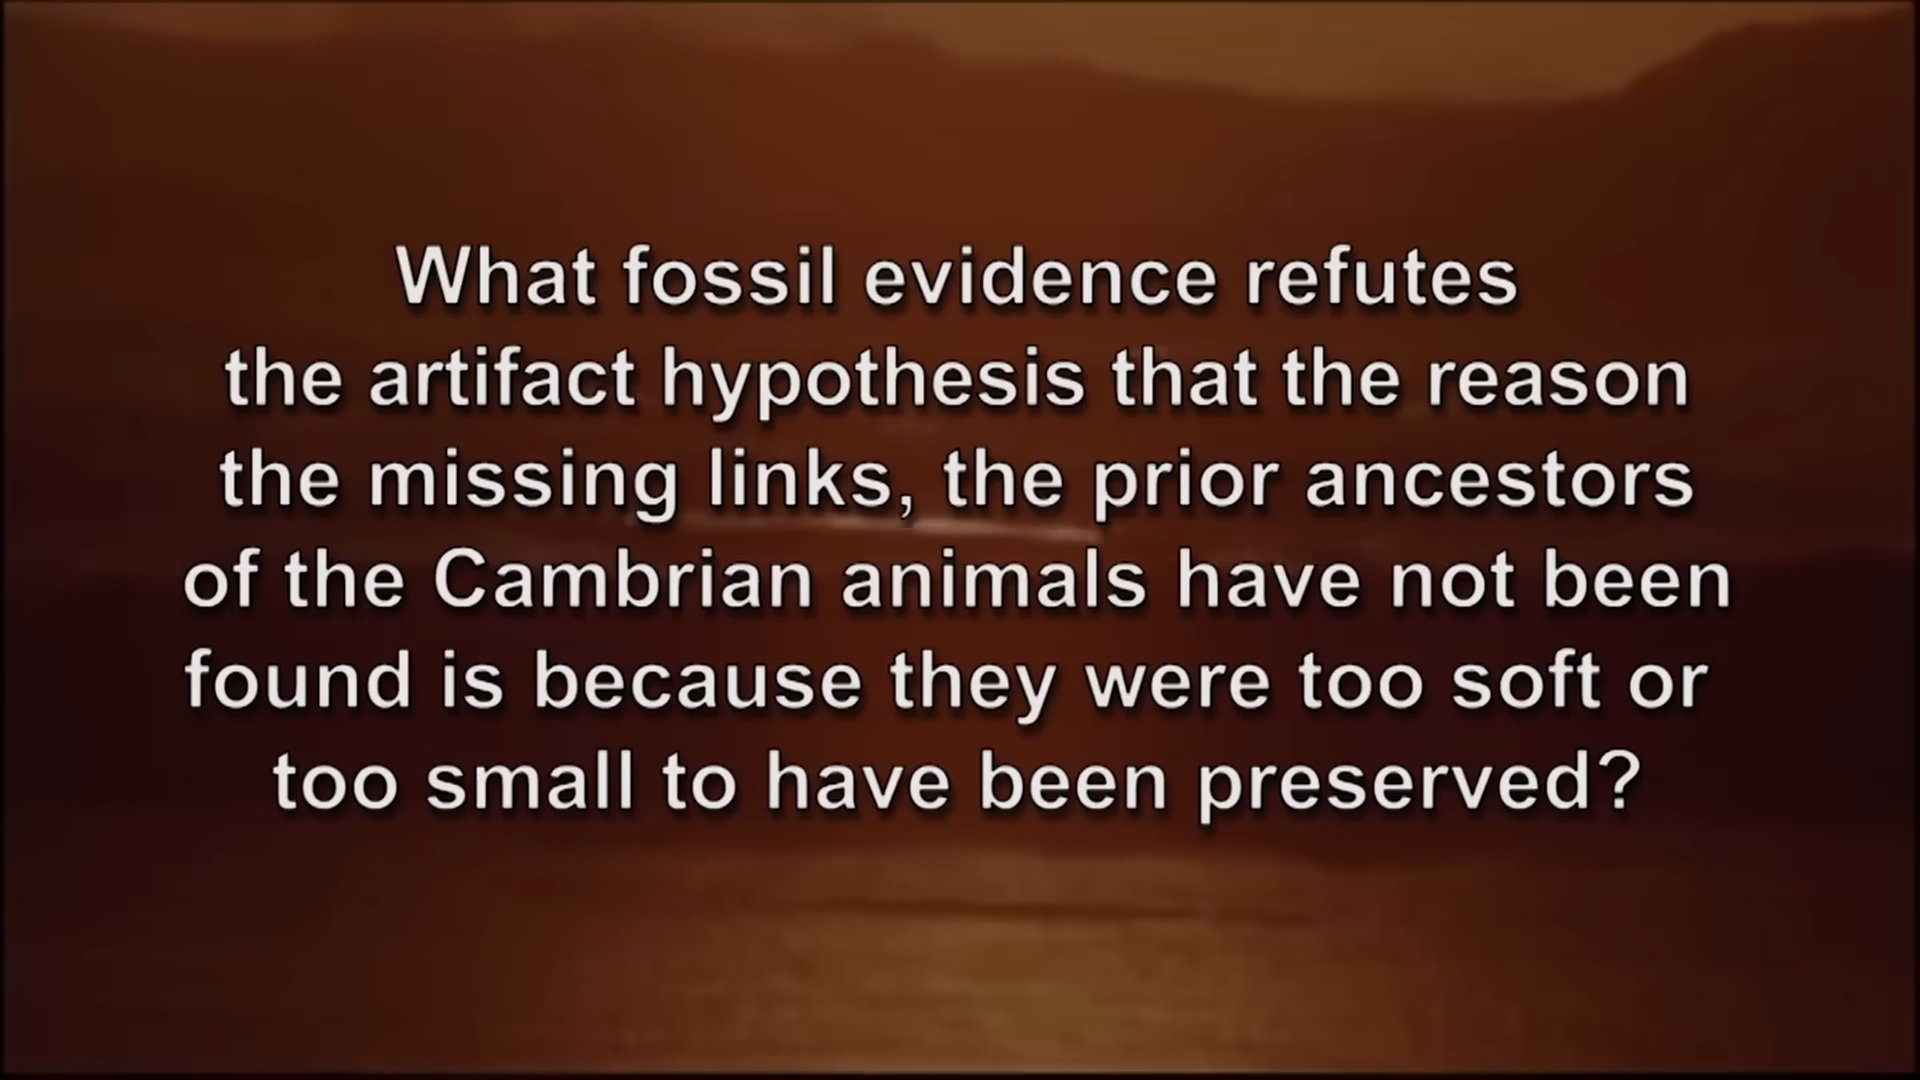 What fossil evidence refutes
the artifact hypothesis that the reason
the missing links, the prior ancestors
of the Cambrian animals have not been
found is because they were too soft or
too small to have been preserved?